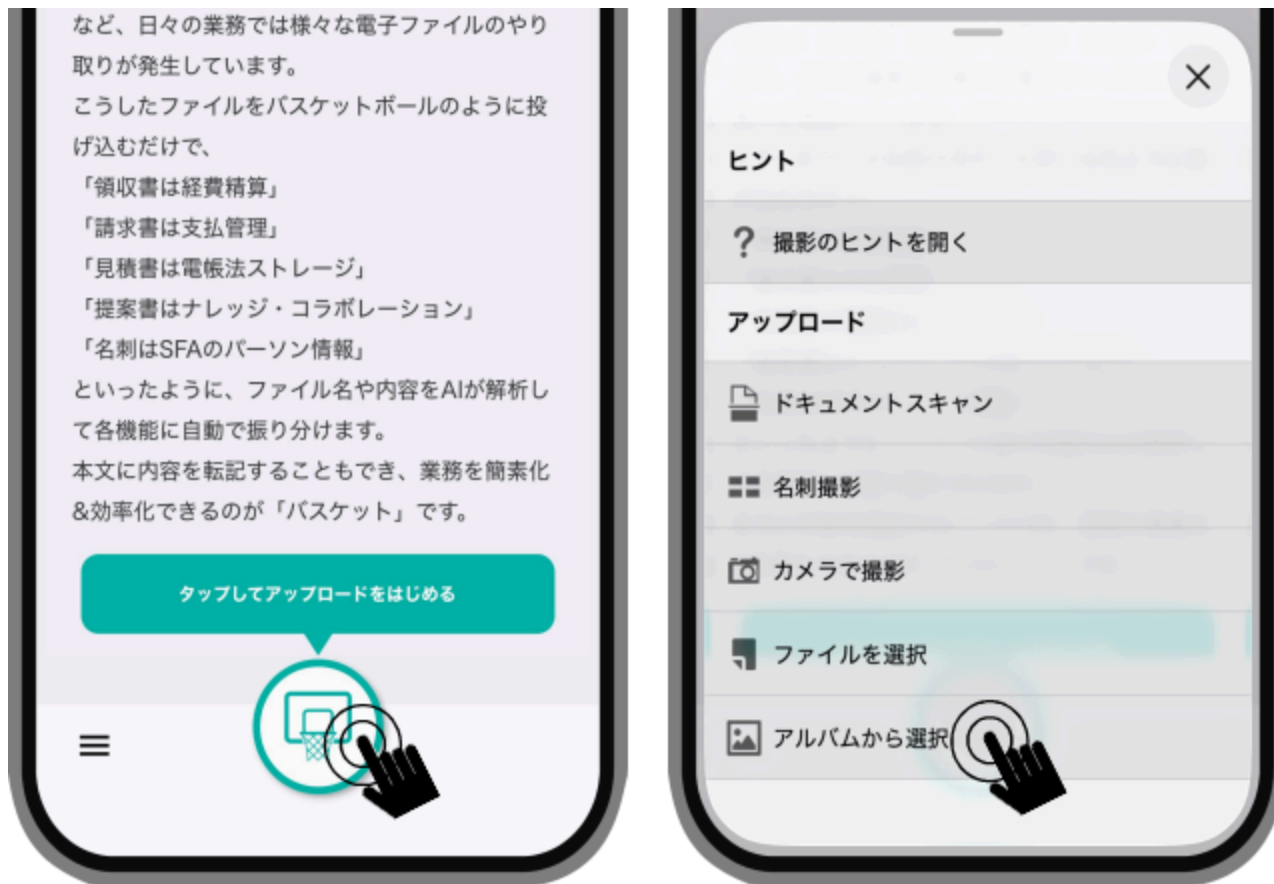 など、日々の業務では様々な電子ファイルのやり
取りが発生しています。
こうしたファイルをバスケットボールのように投
げ込むだけで、
「領収書は経費精算」
「請求書は支払管理」
「見積書は電帳法ストレージ」
「提案書はナレッジ・コラボレーション」
「名刺はSFAのパーソン情報」
といったように、ファイル名や内容をAIが解析し
て各機能に自動で振り分けます。
本文に内容を転記することもでき、業務を簡素化
&効率化できるのが「バスケット」です。
タップしてアップロードをはじめる
ヒント
? 撮影のヒントを開く
アップロード
ドキュメントスキャン
名刺撮影
カメラで撮影
ファイルを選択
アルバムから選択